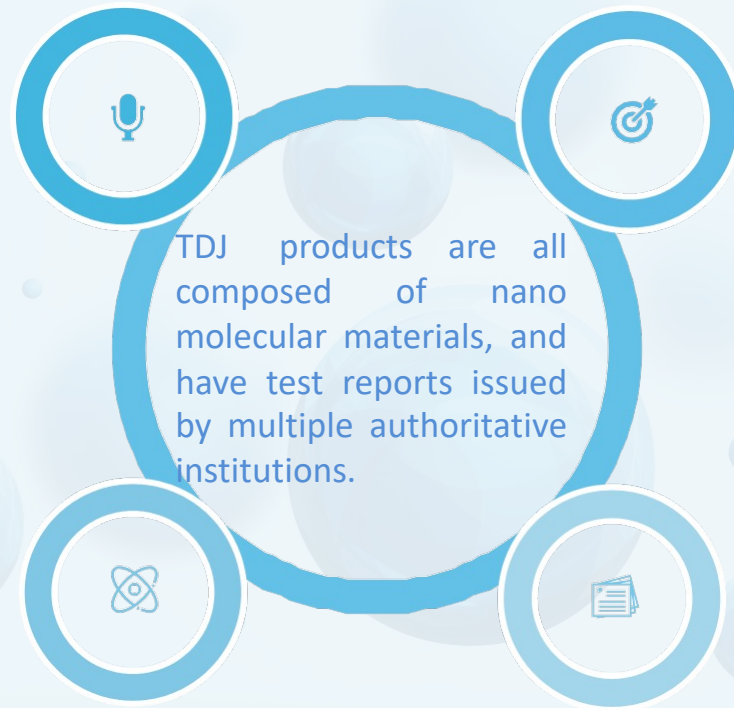 TDJ products are all
composed of nano
molecular materials, and
have test reports issued
by multiple authoritative
institutions.